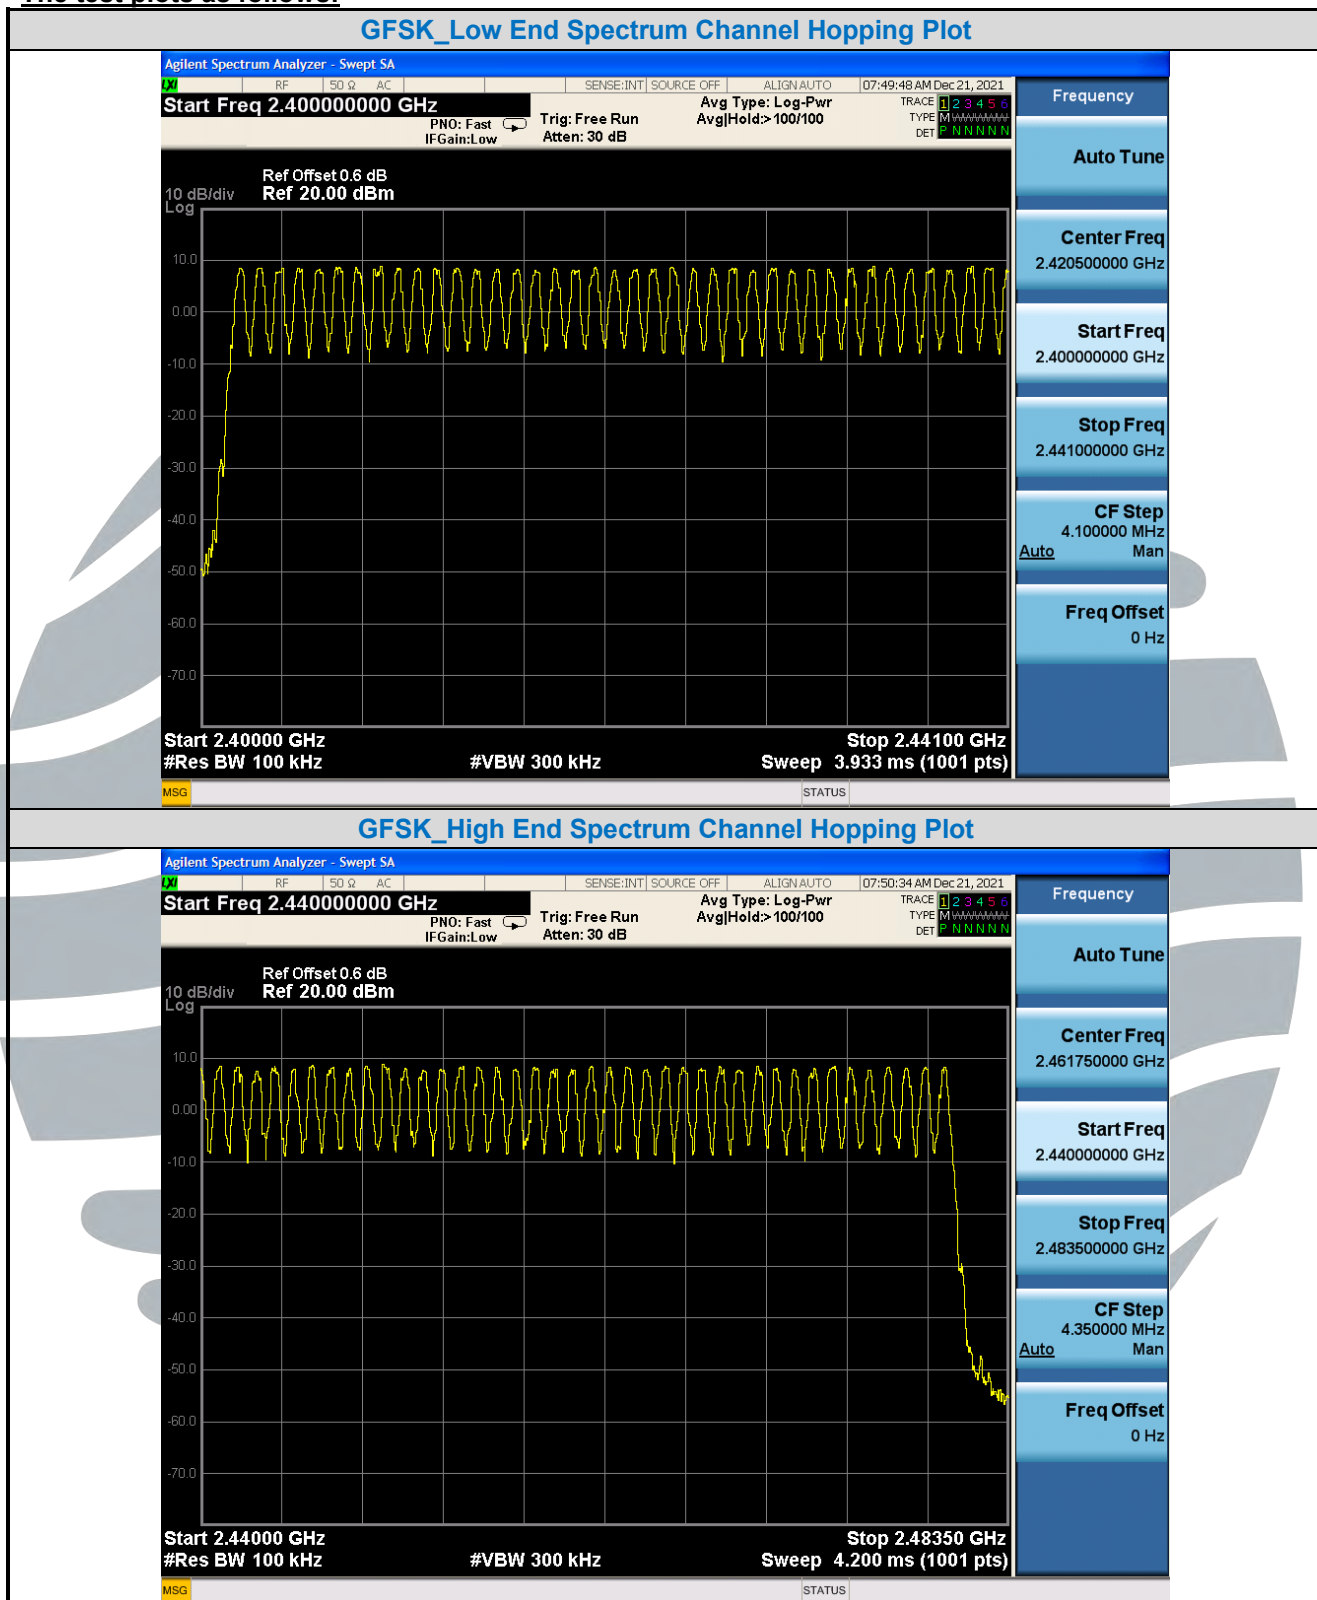 The test plots as follows:
GFSK_Low End Spectrum Channel Hopping Plot
Agilent Spectrum Analyzer - Swept SA
LXI RF 50 Ω AC SENSE:INT SOURCE OFF ALIGN AUTO 07:49:48 AM Dec 21, 2021
Start Freq 2.400000000 GHz
PNO: Fast
IFGain:Low
Trig: Free Run
Atten: 30 dB
Avg Type: Log-Pwr
Avg|Hold:>100/100
TRACE 1 2 3 4 5 6
TYPE M
DET P N N N N N
Ref Offset 0.6 dB
10 dB/div Ref 20.00 dBm
Log
10.0
0.00
-10.0
-20.0
-30.0
-40.0
-50.0
-60.0
-70.0
Start 2.40000 GHz Stop 2.44100 GHz
#Res BW 100 kHz #VBW 300 kHz Sweep 3.933 ms (1001 pts)
MSG STATUS
Frequency
Auto Tune
Center Freq
2.420500000 GHz
Start Freq
2.400000000 GHz
Stop Freq
2.441000000 GHz
CF Step
4.100000 MHz
Auto Man
Freq Offset
0 Hz
GFSK_High End Spectrum Channel Hopping Plot
Agilent Spectrum Analyzer - Swept SA
LXI RF 50 Ω AC SENSE:INT SOURCE OFF ALIGN AUTO 07:50:34 AM Dec 21, 2021
Start Freq 2.440000000 GHz
PNO: Fast
IFGain:Low
Trig: Free Run
Atten: 30 dB
Avg Type: Log-Pwr
Avg|Hold:>100/100
TRACE 1 2 3 4 5 6
TYPE M
DET P N N N N N
Ref Offset 0.6 dB
10 dB/div Ref 20.00 dBm
Log
10.0
0.00
-10.0
-20.0
-30.0
-40.0
-50.0
-60.0
-70.0
Start 2.44000 GHz Stop 2.48350 GHz
#Res BW 100 kHz #VBW 300 kHz Sweep 4.200 ms (1001 pts)
MSG STATUS
Frequency
Auto Tune
Center Freq
2.461750000 GHz
Start Freq
2.440000000 GHz
Stop Freq
2.483500000 GHz
CF Step
4.350000 MHz
Auto Man
Freq Offset
0 Hz